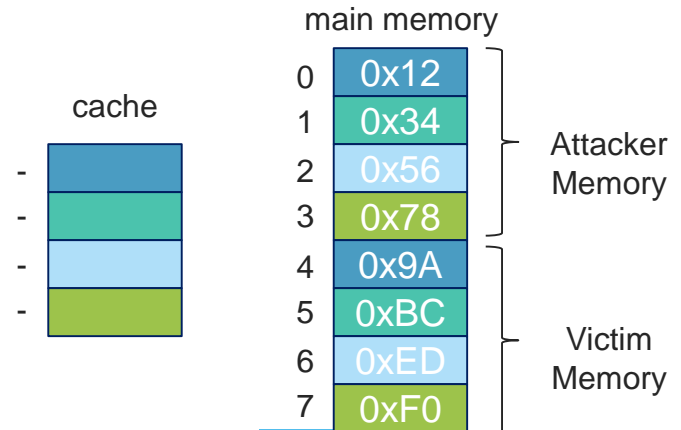 main memory
cache
-
-
-
-
0 0x12
1 0x34
2 0x56
3 0x78
4 0x9A
5 0xBC
6 0xED
7 0xF0
Attacker
Memory
Victim
Memory